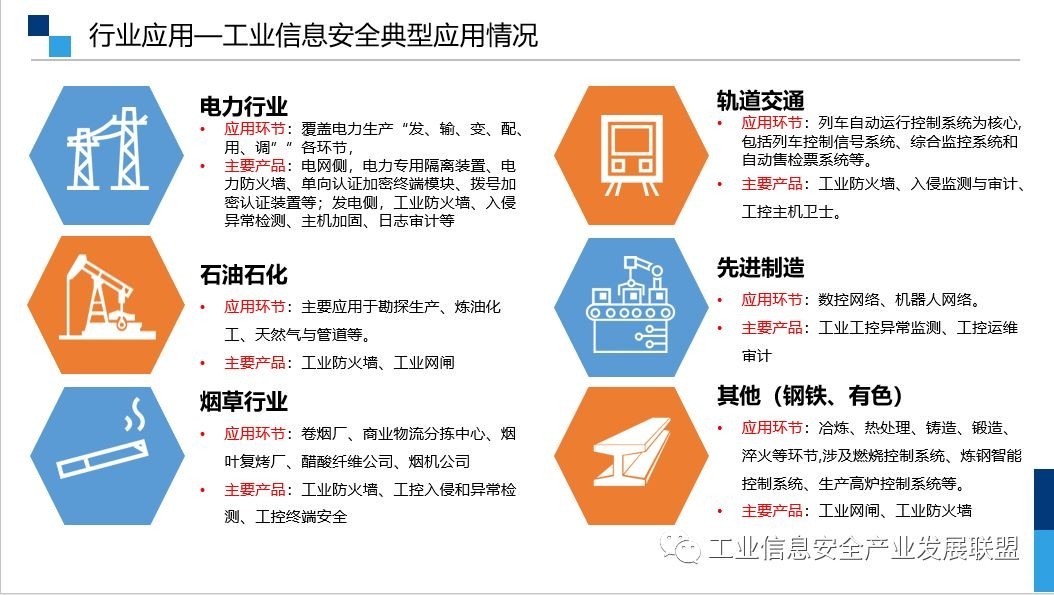 行业应用—工业信息安全典型应用情况
电力行业
• 应用环节：覆盖电力生产“发、输、变、配、
用、调””各环节，
• 主要产品：电网侧，电力专用隔离装置、电
力防火墙、单向认证加密终端模块、拨号加
密认证装置等；发电侧，工业防火墙、入侵
异常检测、主机加固、日志审计等
石油石化
• 应用环节：主要应用于勘探生产、炼油化
工、天然气与管道等。
• 主要产品：工业防火墙、工业网闸
烟草行业
• 应用环节：卷烟厂、商业物流分拣中心、烟
叶复烤厂、醋酸纤维公司、烟机公司
• 主要产品：工业防火墙、工控入侵和异常检
测、工控终端安全
轨道交通
• 应用环节：列车自动运行控制系统为核心,
包括列车控制信号系统、综合监控系统和
自动售检票系统等。
• 主要产品：工业防火墙、入侵监测与审计、
工控主机卫士。
先进制造
• 应用环节：数控网络、机器人网络。
• 主要产品：工业工控异常监测、工控运维
审计
其他（钢铁、有色）
• 应用环节：冶炼、热处理、铸造、锻造、
淬火等环节,涉及燃烧控制系统、炼钢智能
控制系统、生产高炉控制系统等。
• 主要产品：工业网闸、工业防火墙
工业信息安全产业发展联盟